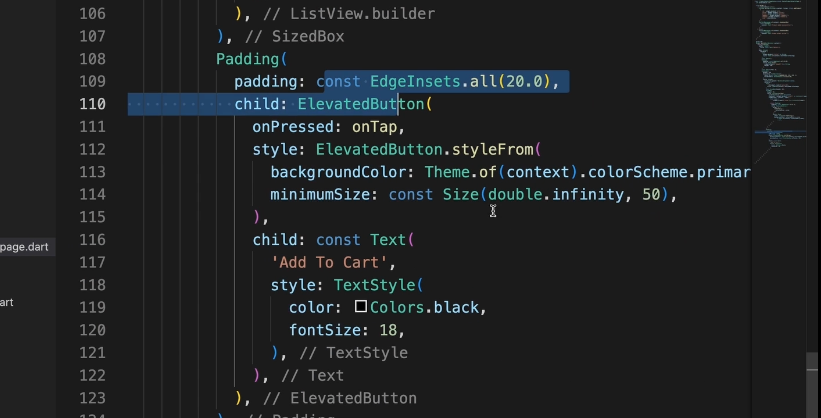 106 ), // ListView.builder
107 ), // SizedBox
108 Padding(
109 padding: const EdgeInsets.all(20.0),
110 child: ElevatedButton(
111 onPressed: onTap,
112 style: ElevatedButton.styleFrom(
113 backgroundColor: Theme.of(context).colorScheme.primar
114 minimumSize: const Size(double.infinity, 50),
115 ),
116 child: const Text(
page.dart
117 'Add To Cart',
118 style: TextStyle(
art
119 color: Colors.black,
120 fontSize: 18,
121 ), // TextStyle
122 ), // Text
123 ), // ElevatedButton
124 ), // Padding